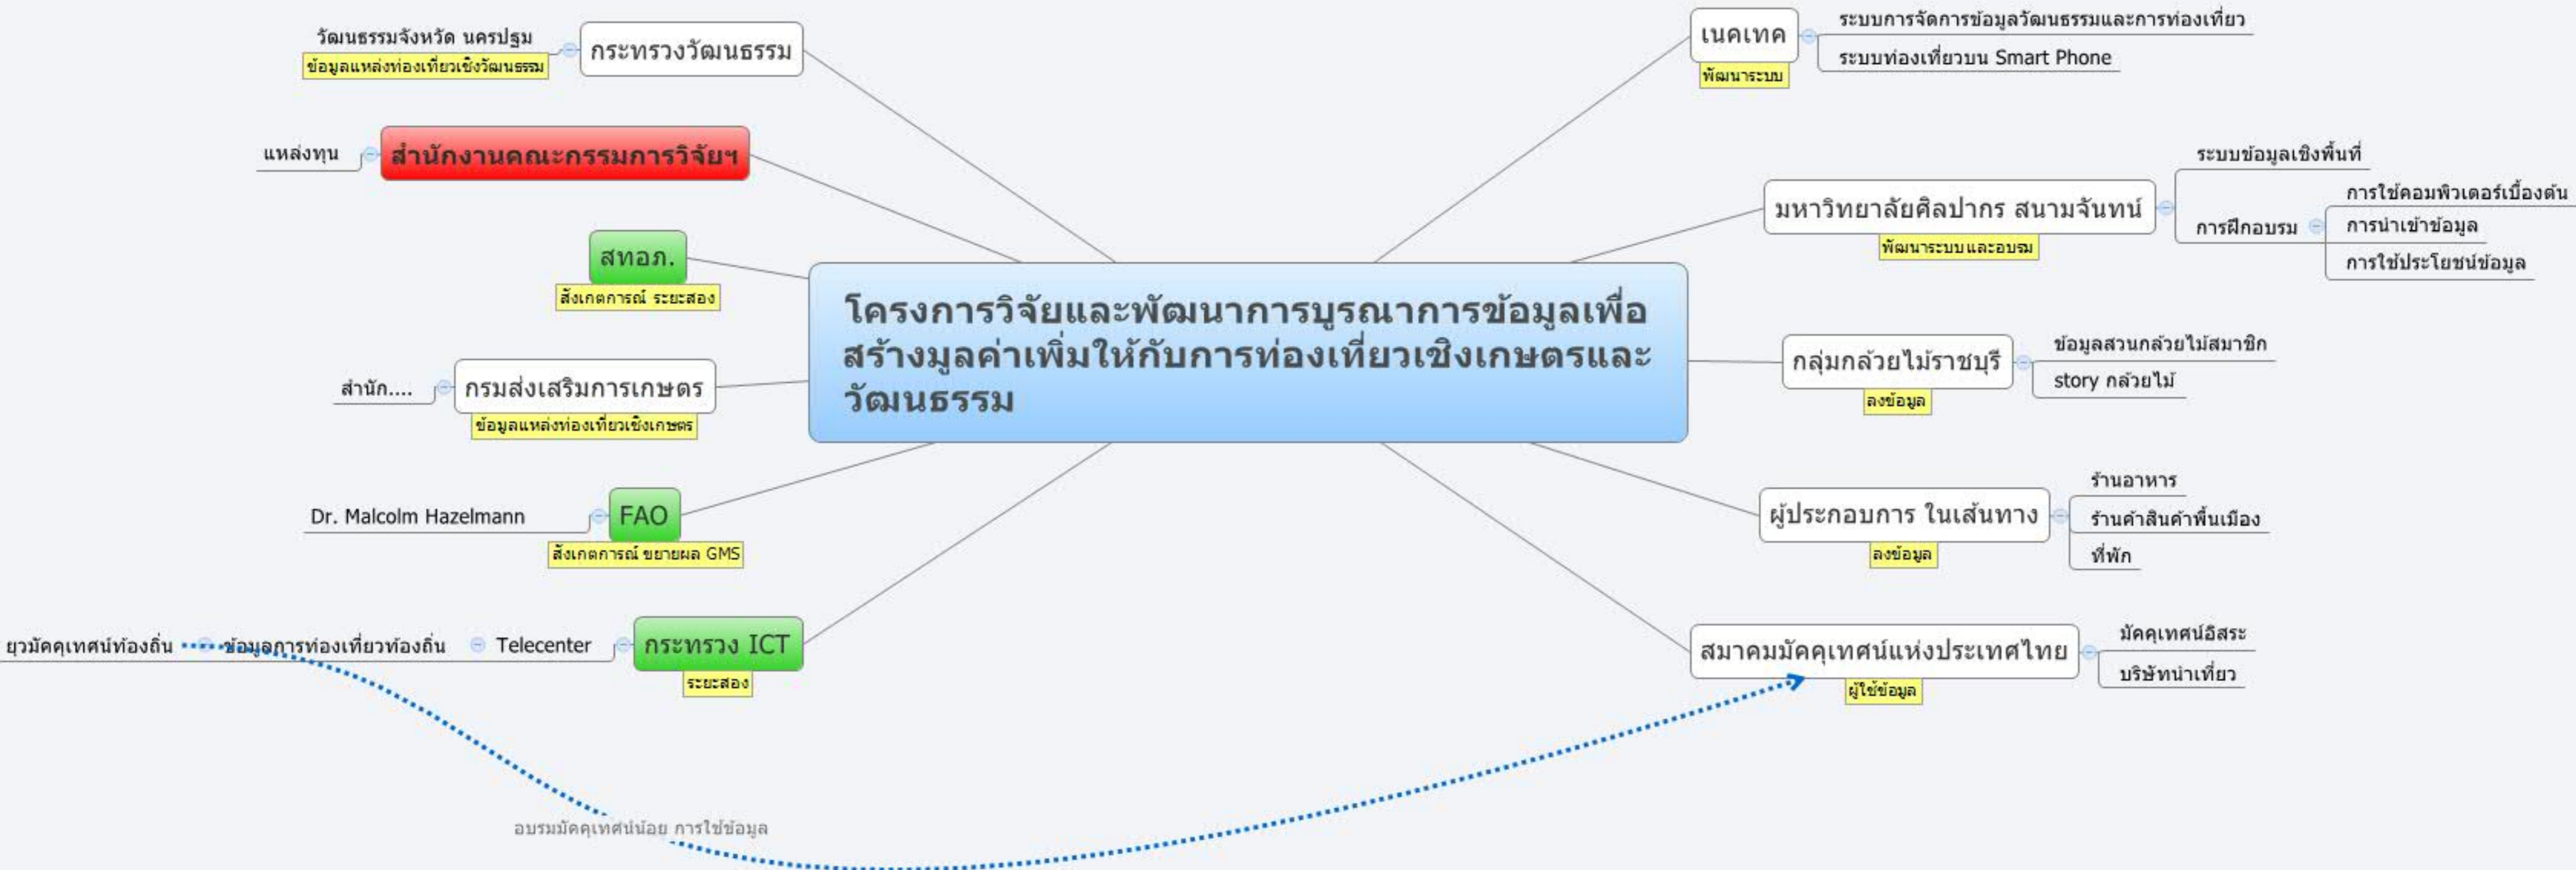 โครงการวิจัยและพัฒนาการบูรณาการข้อมูลเพื่อ
สร้างมูลค่าเพิ่มให้กับการท่องเที่ยวเชิงเกษตรและ
วัฒนธรรม
เนคเทค
พัฒนาระบบ
ระบบการจัดการข้อมูลวัฒนธรรมและการท่องเที่ยว
ระบบท่องเที่ยวบน Smart Phone
มหาวิทยาลัยศิลปากร สนามจันทน์
พัฒนาระบบและอบรม
ระบบข้อมูลเชิงพื้นที่
การฝึกอบรม
การใช้คอมพิวเตอร์เบื้องต้น
การนำเข้าข้อมูล
การใช้ประโยชน์ข้อมูล
กลุ่มกล้วยไม้ราชบุรี
ลงข้อมูล
ข้อมูลสวนกล้วยไม้สมาชิก
story กล้วยไม้
ผู้ประกอบการ ในเส้นทาง
ลงข้อมูล
ร้านอาหาร
ร้านค้าสินค้าพื้นเมือง
ที่พัก
สมาคมมัคคุเทศน์แห่งประเทศไทย
ผู้ใช้ข้อมูล
มัคคุเทศน์อิสระ
บริษัทนำเที่ยว
กระทรวงวัฒนธรรม
วัฒนธรรมจังหวัด นครปฐม
ข้อมูลแหล่งท่องเที่ยวเชิงวัฒนธรรม
สำนักงานคณะกรรมการวิจัยฯ
แหล่งทุน
สทอภ.
สังเกตการณ์ ระยะสอง
กรมส่งเสริมการเกษตร
ข้อมูลแหล่งท่องเที่ยวเชิงเกษตร
สำนัก....
FAO
สังเกตการณ์ ขยายผล GMS
Dr. Malcolm Hazelmann
กระทรวง ICT
ระยะสอง
Telecenter
ข้อมูลการท่องเที่ยวท้องถิ่น
ยุวมัคคุเทศน์ท้องถิ่น
อบรมมัคคุเทศน์น้อย การใช้ข้อมูล